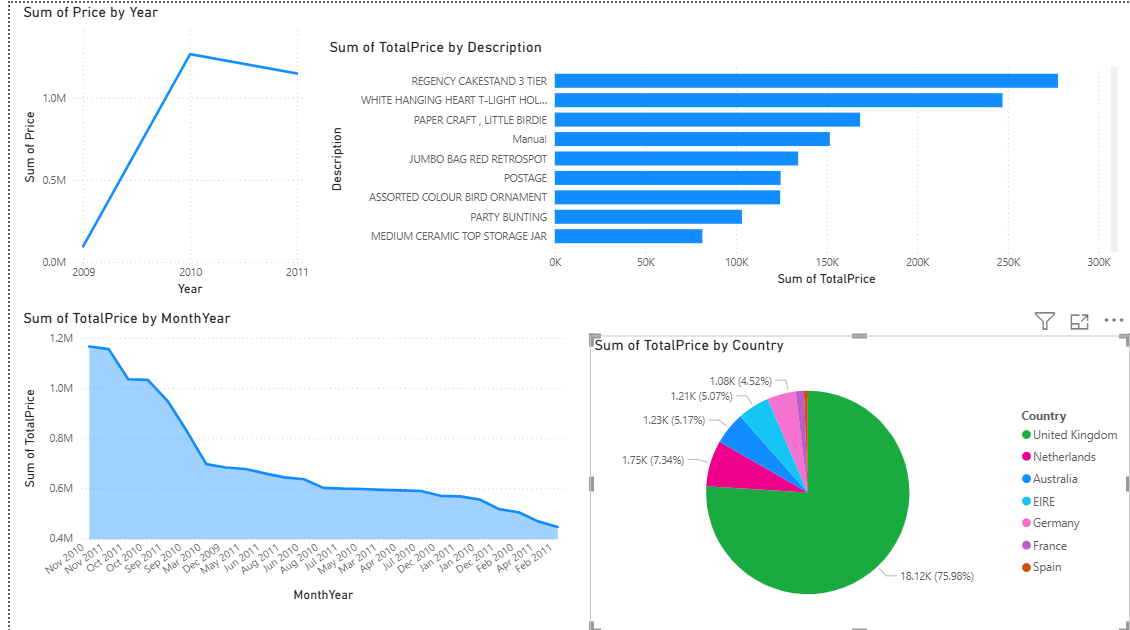 Sum of Price by Year
Sum of Price
1.0M
0.5M
0.0M
2009
2010
2011
Year
Sum of TotalPrice by Description
Description
REGENCY CAKESTAND 3 TIER
WHITE HANGING HEART T-LIGHT HOL...
PAPER CRAFT , LITTLE BIRDIE
Manual
JUMBO BAG RED RETROSPOT
POSTAGE
ASSORTED COLOUR BIRD ORNAMENT
PARTY BUNTING
MEDIUM CERAMIC TOP STORAGE JAR
0K
50K
100K
150K
200K
250K
300K
Sum of TotalPrice
Sum of TotalPrice by MonthYear
Sum of TotalPrice
1.2M
1.0M
0.8M
0.6M
0.4M
Nov 2010
Nov 2011
Oct 2011
Oct 2010
Sep 2011
Sep 2010
Mar 2010
Dec 2009
May 2011
Jun 2011
Aug 2011
Jun 2010
Aug 2010
Jul 2011
May 2010
Mar 2011
Apr 2010
Jul 2010
Dec 2010
Jan 2011
Jan 2010
Dec 2011
Feb 2010
Apr 2011
Feb 2011
MonthYear
Sum of TotalPrice by Country
1.08K (4.52%)
1.21K (5.07%)
1.23K (5.17%)
1.75K (7.34%)
18.12K (75.98%)
Country
United Kingdom
Netherlands
Australia
EIRE
Germany
France
Spain